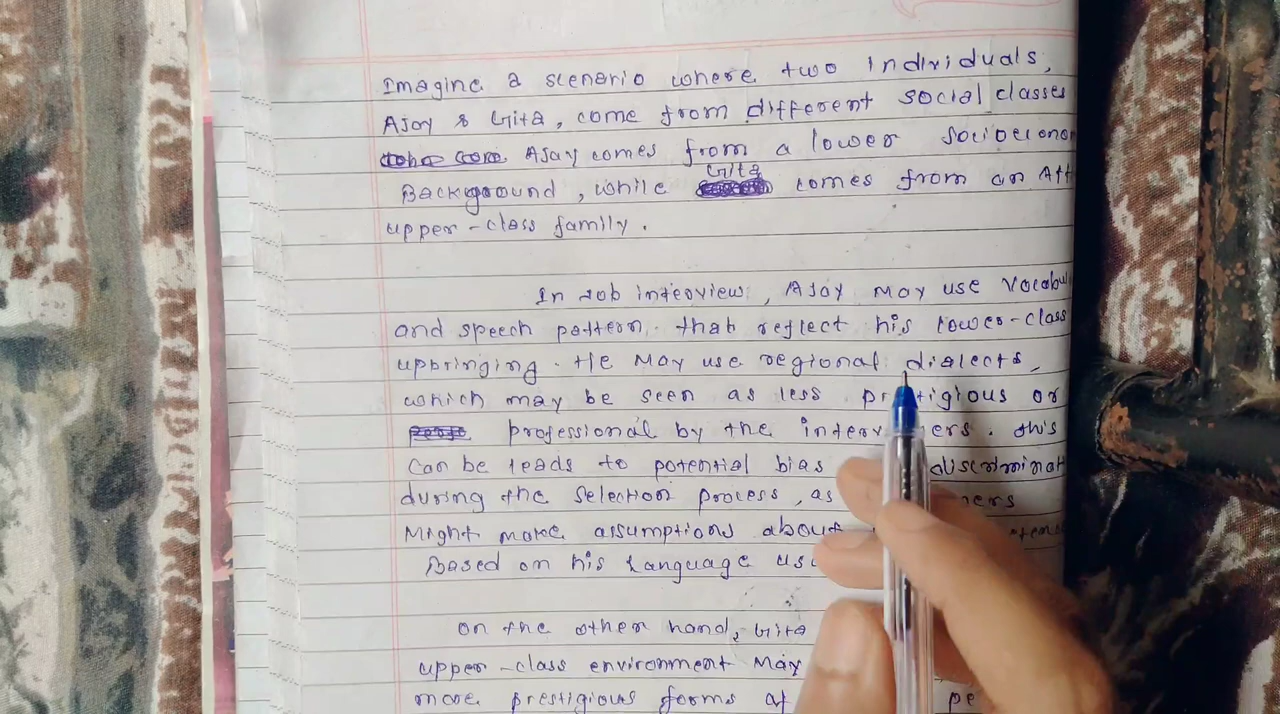 Imagine a scenario where two individuals,
Ajay & Gita, come from different social classes
Ajay comes from a lower
Background, while Gita comes from an
upper-class family.
In Job interview, Ajay may use
and speech pattern that reflect his lower-class
upbringing. He may use regional dialects,
which may be seen as less or
professional by the This
can be leads to potential bias
during the selection process, as
Might make assumptions about
Based on his language
On the other hand, Gita
upper-class environment May
more prestigious forms of